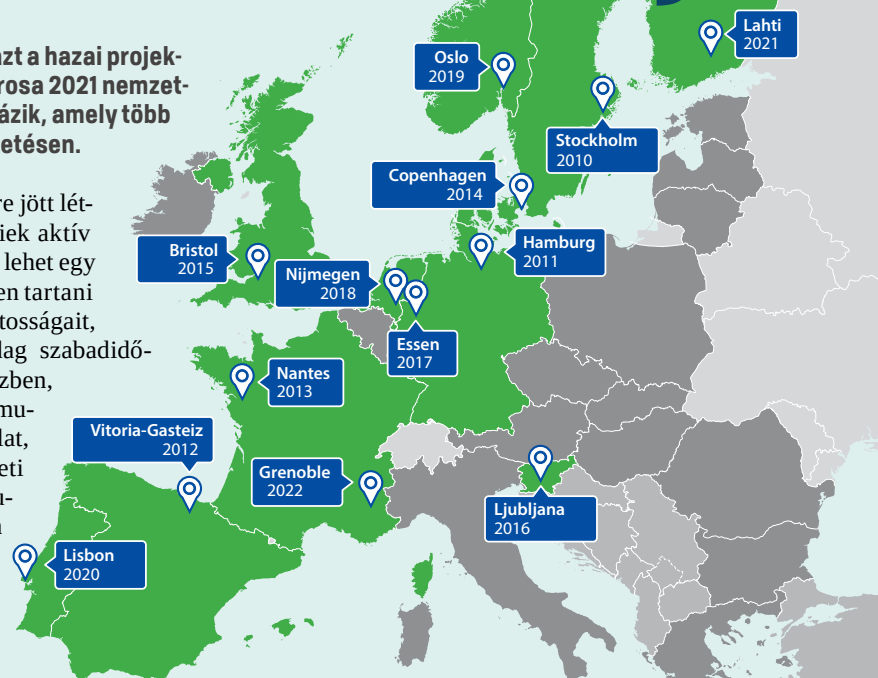 azt a hazai projek-
rosa 2021 nemzet-
ázik, amely több
etésen.
re jött lét-
iek aktív
lehet egy
en tartani
tosságait,
lag szabadidő-
zben,
mu-
lat,
eti
u-
Lahti
2021
Oslo
2019
Stockholm
2010
Copenhagen
2014
Hamburg
2011
Bristol
2015
Nijmegen
2018
Essen
2017
Nantes
2013
Vitoria-Gasteiz
2012
Grenoble
2022
Ljubljana
2016
Lisbon
2020